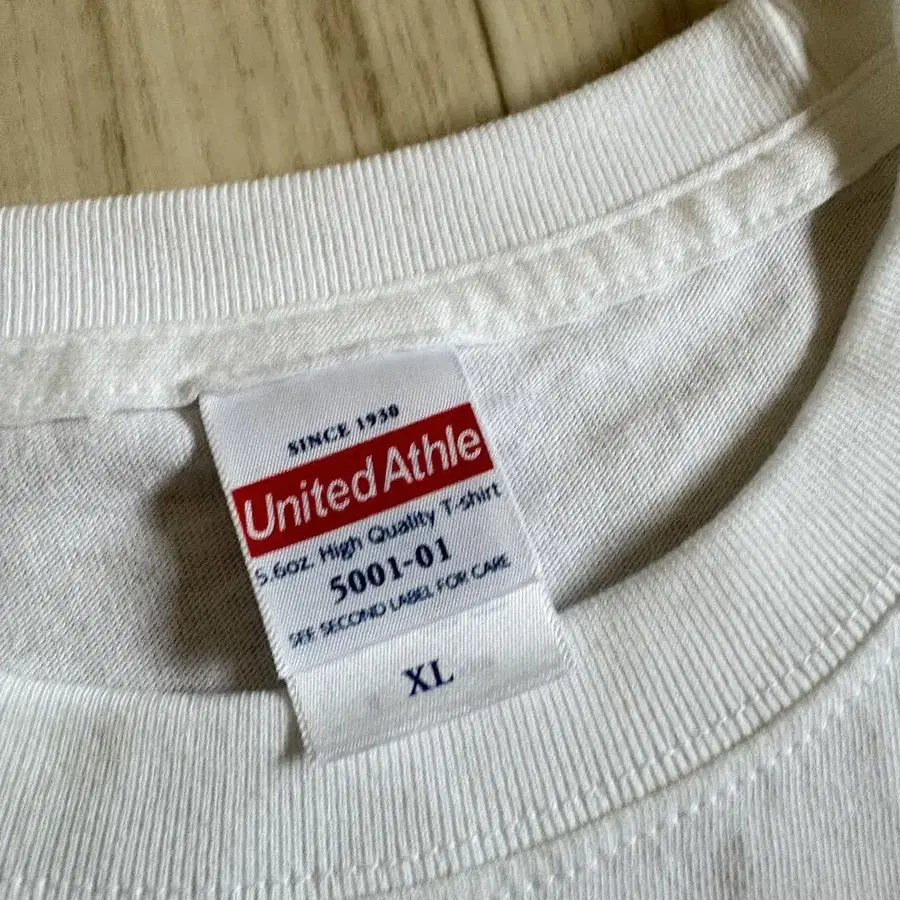 SINCE 1930
United Athle
5.6oz. High Quality T-shirt
5001-01
SEE SECOND LABEL FOR CARE
XL